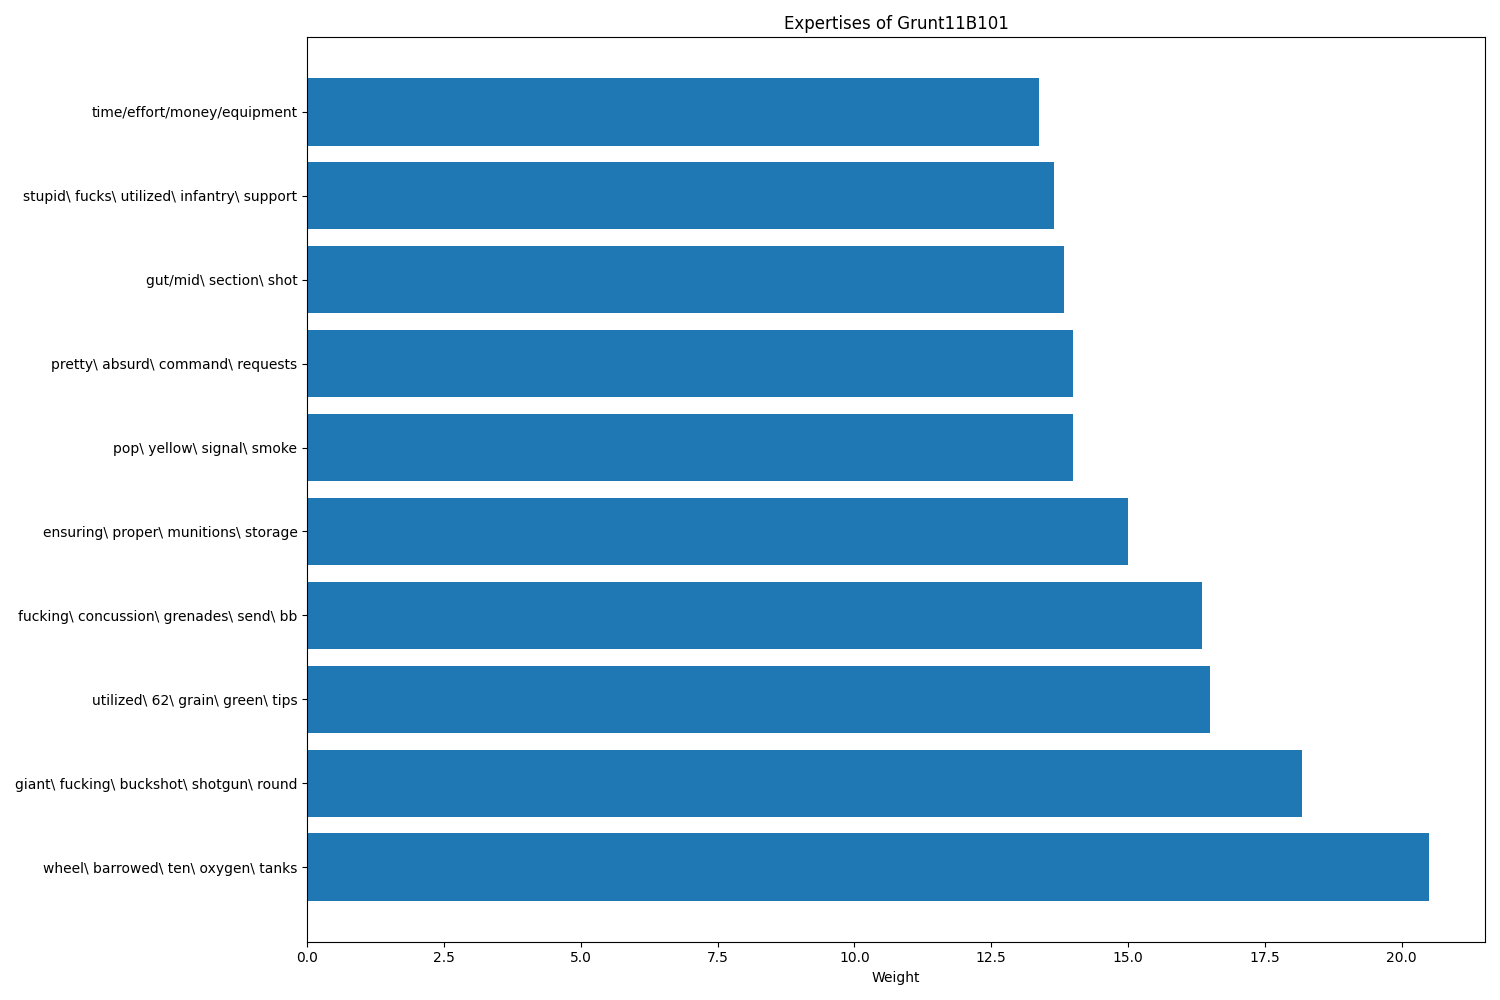 Expertises of Grunt11B101
time/effort/money/equipment
stupid\ fucks\ utilized\ infantry\ support
gut/mid\ section\ shot
pretty\ absurd\ command\ requests
pop\ yellow\ signal\ smoke
ensuring\ proper\ munitions\ storage
fucking\ concussion\ grenades\ send\ bb
utilized\ 62\ grain\ green\ tips
giant\ fucking\ buckshot\ shotgun\ round
wheel\ barrowed\ ten\ oxygen\ tanks
0.0 2.5 5.0 7.5 10.0 12.5 15.0 17.5 20.0
Weight